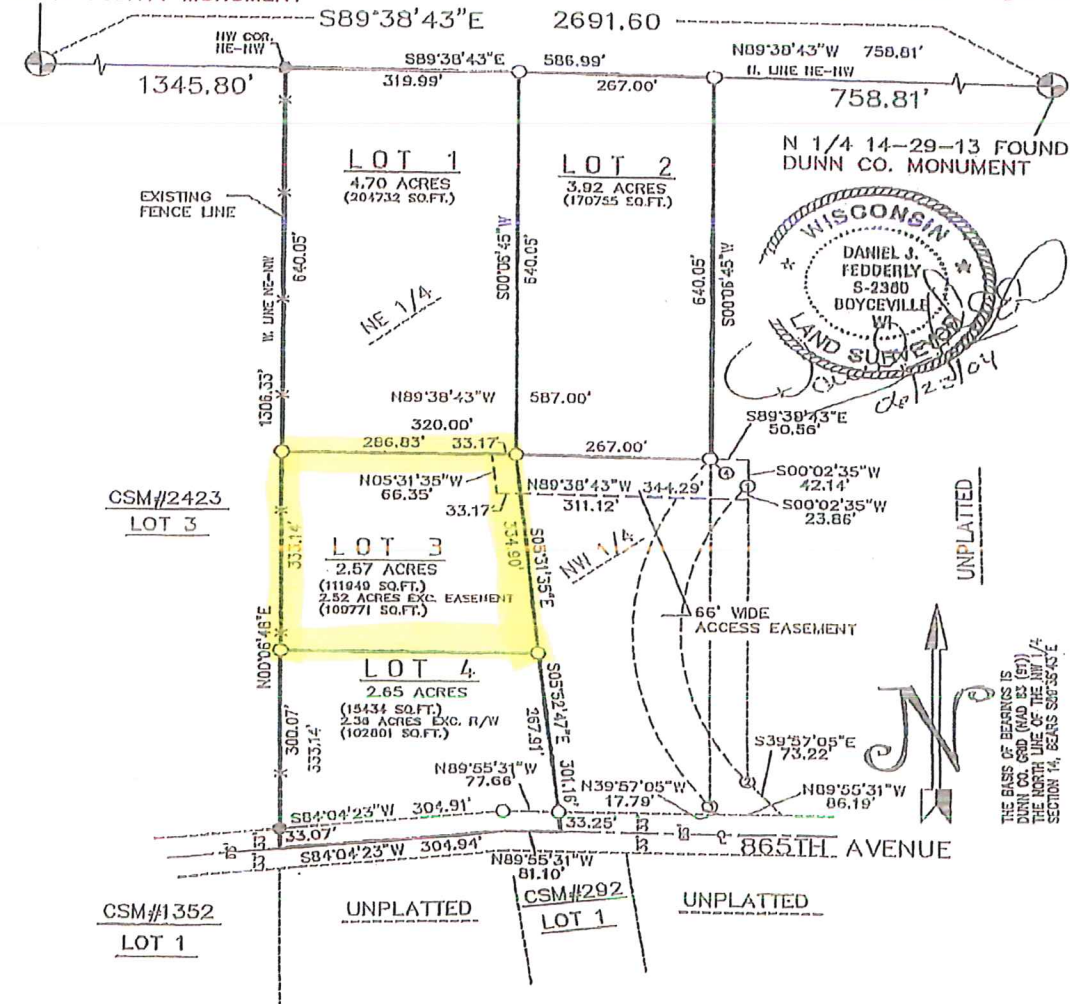 S89°38'43"E 2691.60
NW COR.
NE-NW
1345.80'
S89°38'43"E 586.99'
319.99'
267.00'
N89°38'43"W 758.81'
N. LINE NE-NW
758.81'
N 1/4 14-29-13 FOUND
DUNN CO. MONUMENT
EXISTING
FENCE LINE
LOT 1
4.70 ACRES
(204732 SQ.FT.)
LOT 2
3.92 ACRES
(170755 SQ.FT.)
WISCONSIN
DANIEL J.
FEDDERLY
S-2380
BOYCEVILLE
WI
LAND SURVEYOR
640.05'
W. LINE NE-NW
1306.33'
S00°06'45"W
640.05'
640.05'
S00°06'45"W
NE 1/4
N89°38'43"W 587.00'
320.00'
286.83' 33.17'
267.00'
S89°38'43"E
50.56'
N05°31'35"W
66.35'
33.17'
N89°38'43"W 344.29'
311.12'
S00°02'35"W
42.14'
S00°02'35"W
23.86'
4
CSM#2423
LOT 3
333.14'
LOT 3
2.57 ACRES
(111949 SQ.FT.)
2.52 ACRES EXC. EASEMENT
(109771 SQ.FT.)
334.90'
S05°31'35"E
NW 1/4
UNPLATTED
66' WIDE
ACCESS EASEMENT
N00°06'48"E
LOT 4
2.65 ACRES
2.38 ACRES EXC. R/W
(102801 SQ.FT.)
300.07'
333.14'
S05°52'47"E
267.91'
301.16'
N
THE BASIS OF BEARINGS IS
DUNN CO. GRID (NAD 83 (91))
THE NORTH LINE OF THE NW 1/4
SECTION 14, BEARS
S39°57'05"E
73.22'
N89°55'31"W
77.66'
N39°57'05"W
17.79'
N89°55'31"W
86.19'
S84°04'23"W 304.91'
33.07'
33.25'
S84°04'23"W 304.94'
N89°55'31"W
81.10'
33
33
33
33
865TH AVENUE
CSM#1352
LOT 1
UNPLATTED
CSM#292
LOT 1
UNPLATTED